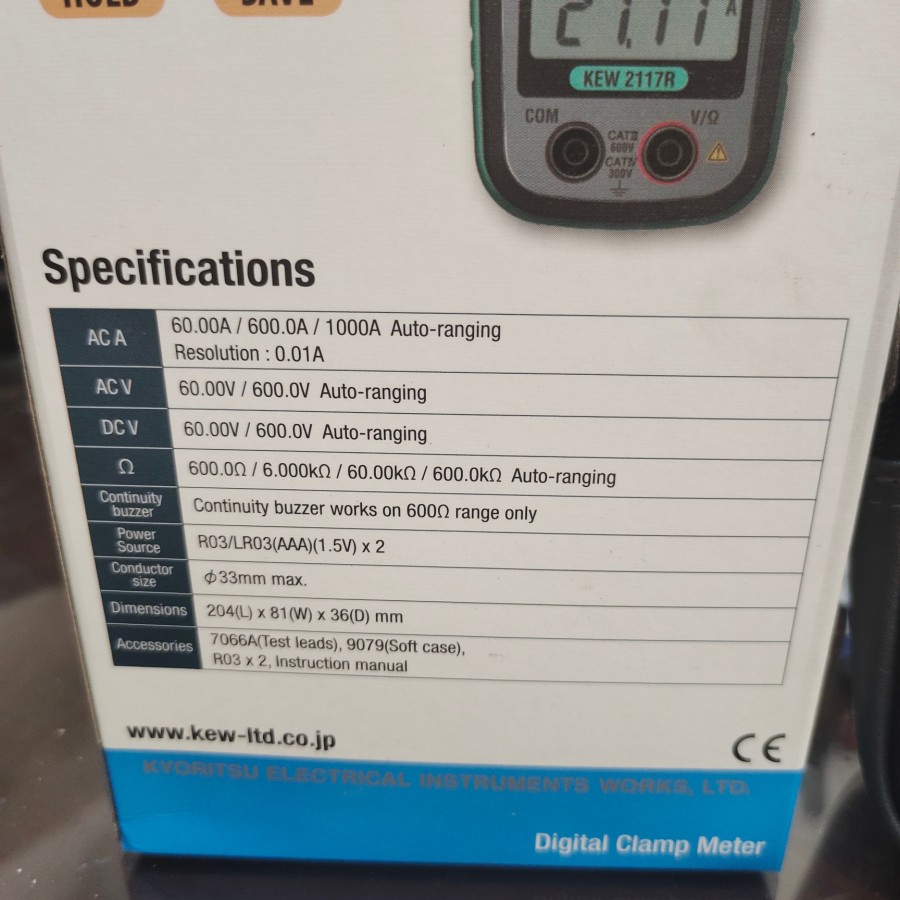 HOLD SAVE
21.11 A
KEW 2117R
COM V/Ω
CATⅢ
600V
CATⅣ
300V
Specifications
AC A 60.00A / 600.0A / 1000A Auto-ranging
Resolution : 0.01A
AC V 60.00V / 600.0V Auto-ranging
DC V 60.00V / 600.0V Auto-ranging
Ω 600.0Ω / 6.000kΩ / 60.00kΩ / 600.0kΩ Auto-ranging
Continuity
buzzer Continuity buzzer works on 600Ω range only
Power
Source R03/LR03(AAA)(1.5V) x 2
Conductor
size ϕ33mm max.
Dimensions 204(L) x 81(W) x 36(D) mm
Accessories 7066A(Test leads), 9079(Soft case),
R03 x 2, Instruction manual
www.kew-ltd.co.jp
CE
KYORITSU ELECTRICAL INSTRUMENTS WORKS, LTD.
Digital Clamp Meter